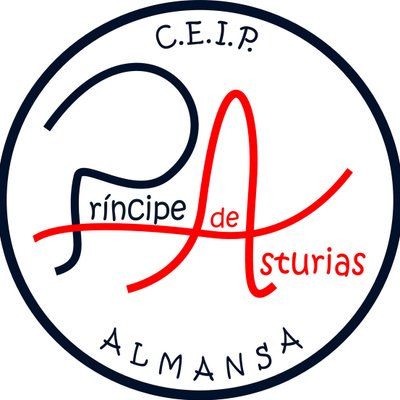 C.E.I.P.
Príncipe de Asturias
ALMANSA